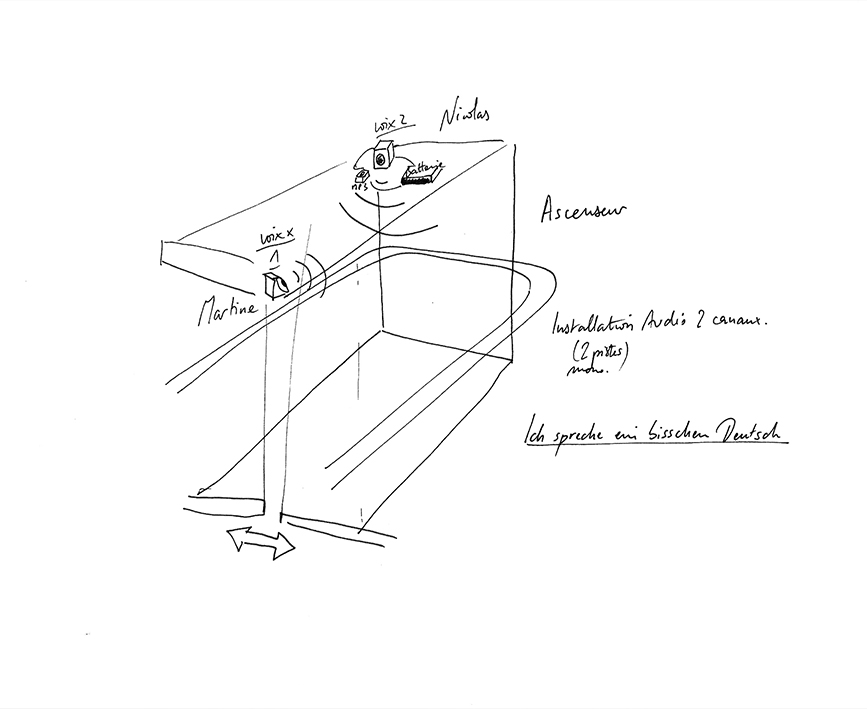 voix 2
Nicolas
batterie
mp3
Ascenseur
voix x
1
Martine
Installation Audio 2 canaux.
(2 pistes)
mono.
Ich spreche ein bisschen Deutsch